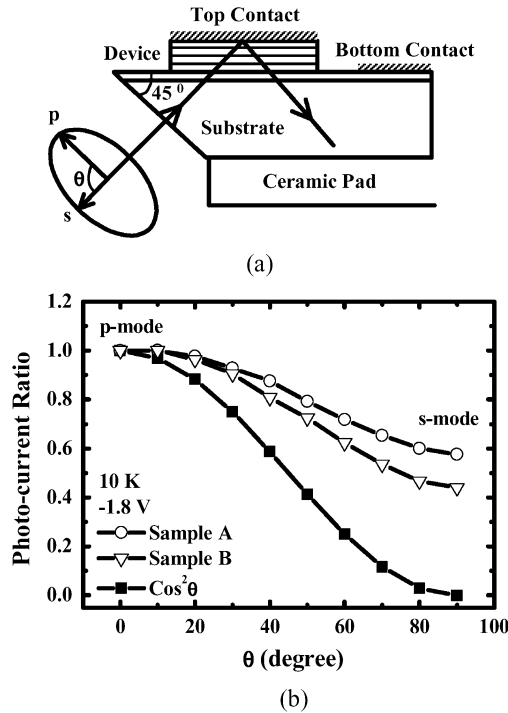 Top Contact
Device
Bottom Contact
45⁰
p
Substrate
θ
s
Ceramic Pad
(a)
1.2
p-mode
1.0
0.8
s-mode
0.6
Photo-current Ratio
10 K
-1.8 V
0.4
Sample A
Sample B
0.2
Cos²θ
0.0
0 20 40 60 80 100
θ (degree)
(b)